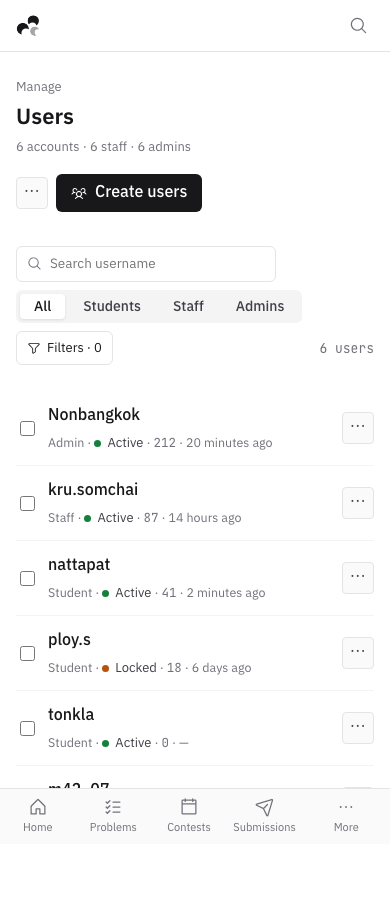 Manage
Users
6 accounts · 6 staff · 6 admins
··· Create users
Search username
All Students Staff Admins
Filters · 0 6 users
Nonbangkok
Admin · Active · 212 · 20 minutes ago
···
kru.somchai
Staff · Active · 87 · 14 hours ago
···
nattapat
Student · Active · 41 · 2 minutes ago
···
ploy.s
Student · Locked · 18 · 6 days ago
···
tonkla
Student · Active · 0 · —
···
Home Problems Contests Submissions More